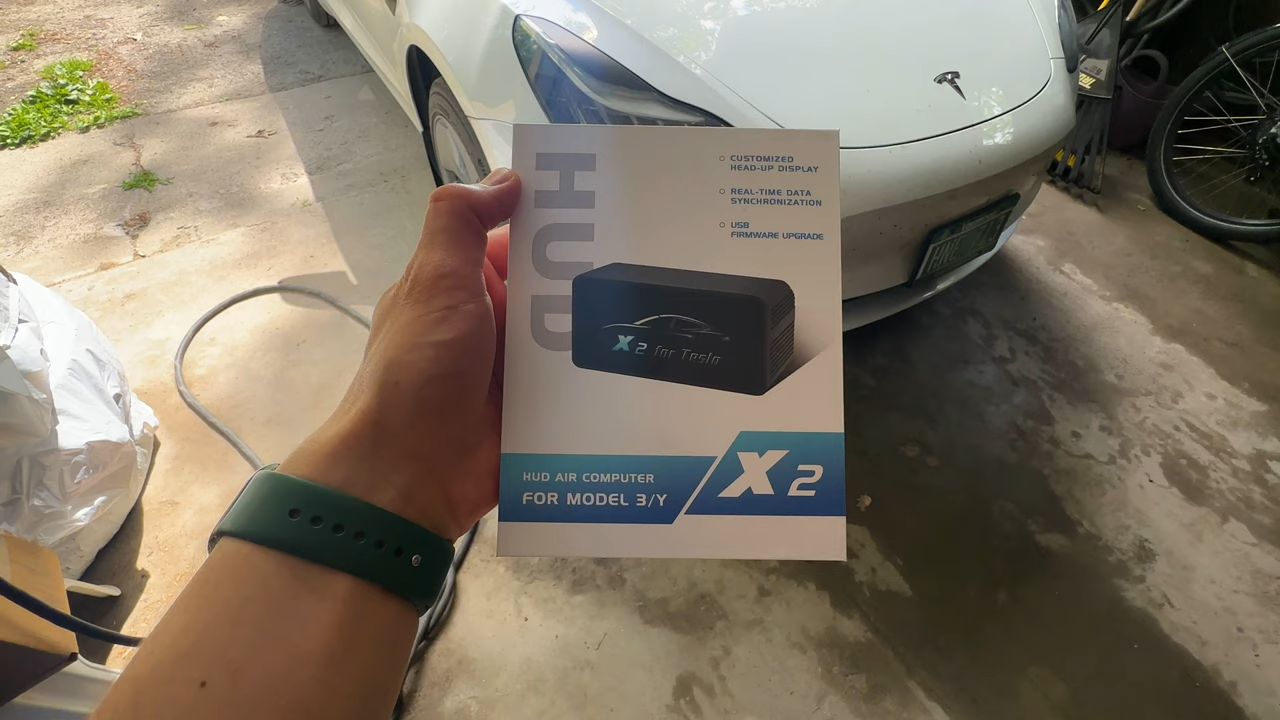 HUD
CUSTOMIZED
HEAD-UP DISPLAY
REAL-TIME DATA
SYNCHRONIZATION
USB
FIRMWARE UPGRADE
X2 for Tesla
HUD AIR COMPUTER
FOR MODEL 3/Y
X2